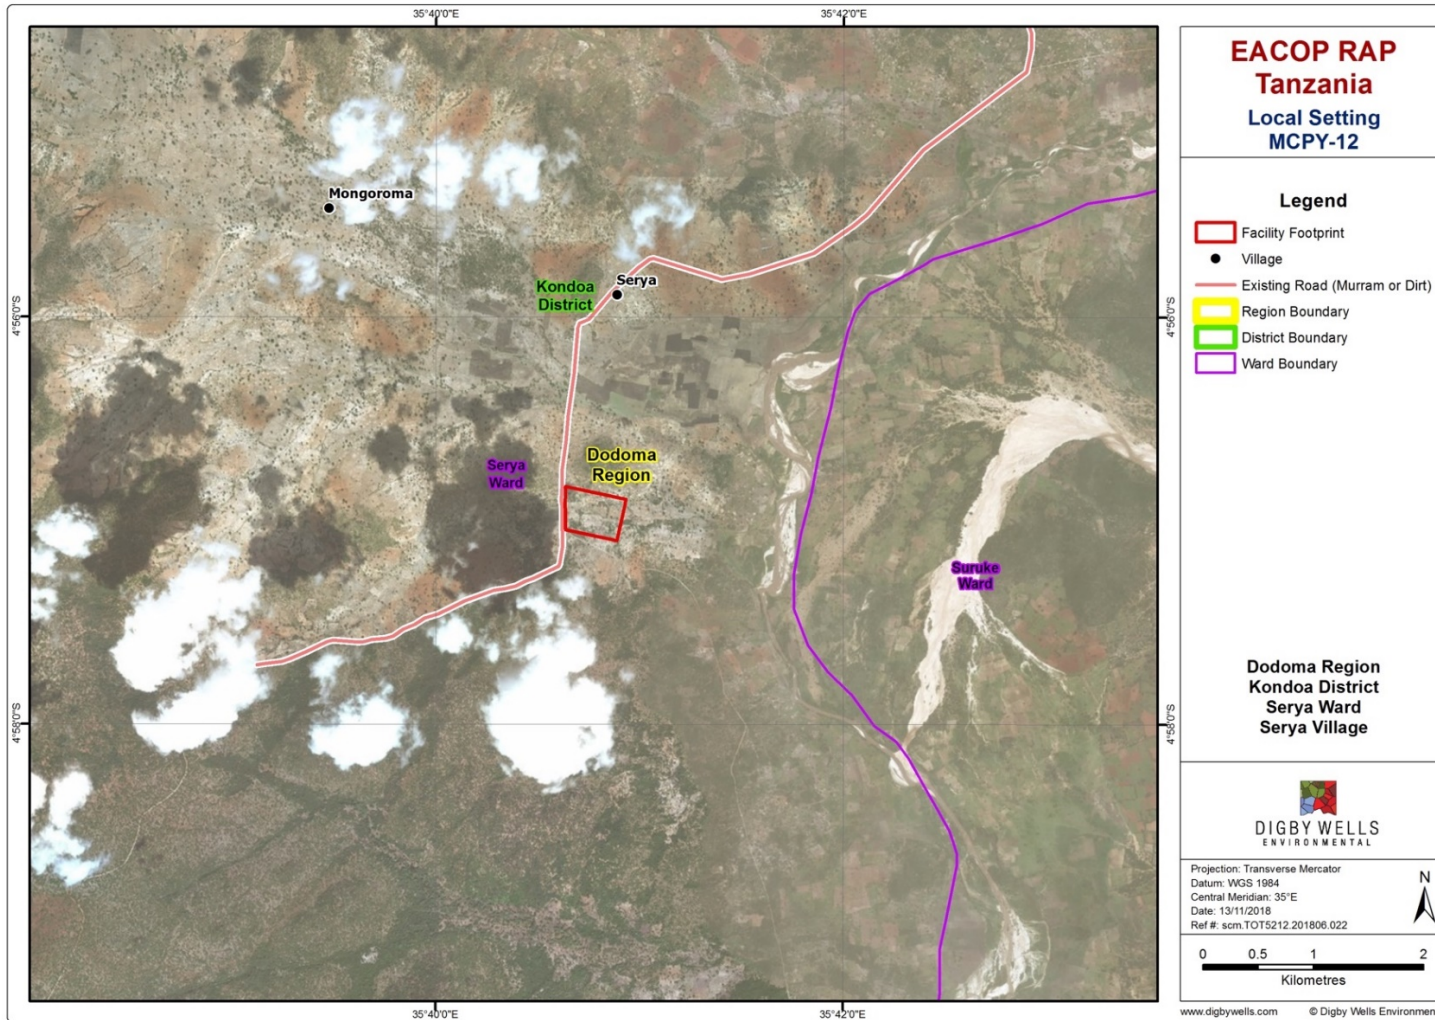 35°40'0"E
35°42'0"E
EACOP RAP
Tanzania
Local Setting
MCPY-12
Legend
Facility Footprint
Village
Existing Road (Murram or Dirt)
Region Boundary
District Boundary
Ward Boundary
Mongoroma
Serya
Kondoa
District
4°56'0"S
4°56'0"S
Serya
Ward
Dodoma
Region
Suruke
Ward
4°58'0"S
4°58'0"S
Dodoma Region
Kondoa District
Serya Ward
Serya Village
DIGBY WELLS
ENVIRONMENTAL
Projection: Transverse Mercator
Datum: WGS 1984
Central Meridian: 35°E
Date: 13/11/2018
Ref #: scm.TOT5212.201806.022
N
0 0.5 1 2
Kilometres
35°40'0"E
35°42'0"E
www.digbywells.com © Digby Wells Environmen